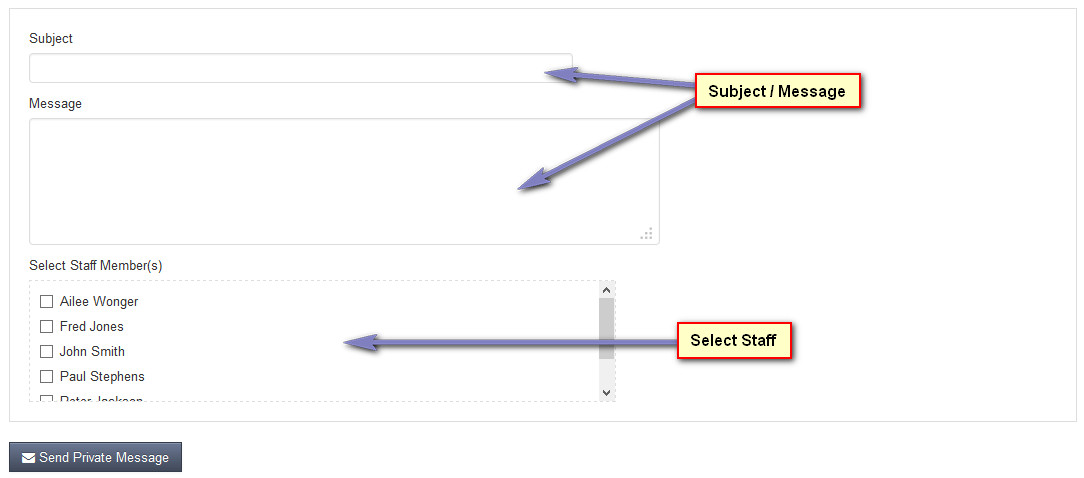 Subject
Message
Subject / Message
Select Staff Member(s)
Ailee Wonger
Fred Jones
John Smith
Paul Stephens
Peter Jackson
Select Staff
Send Private Message